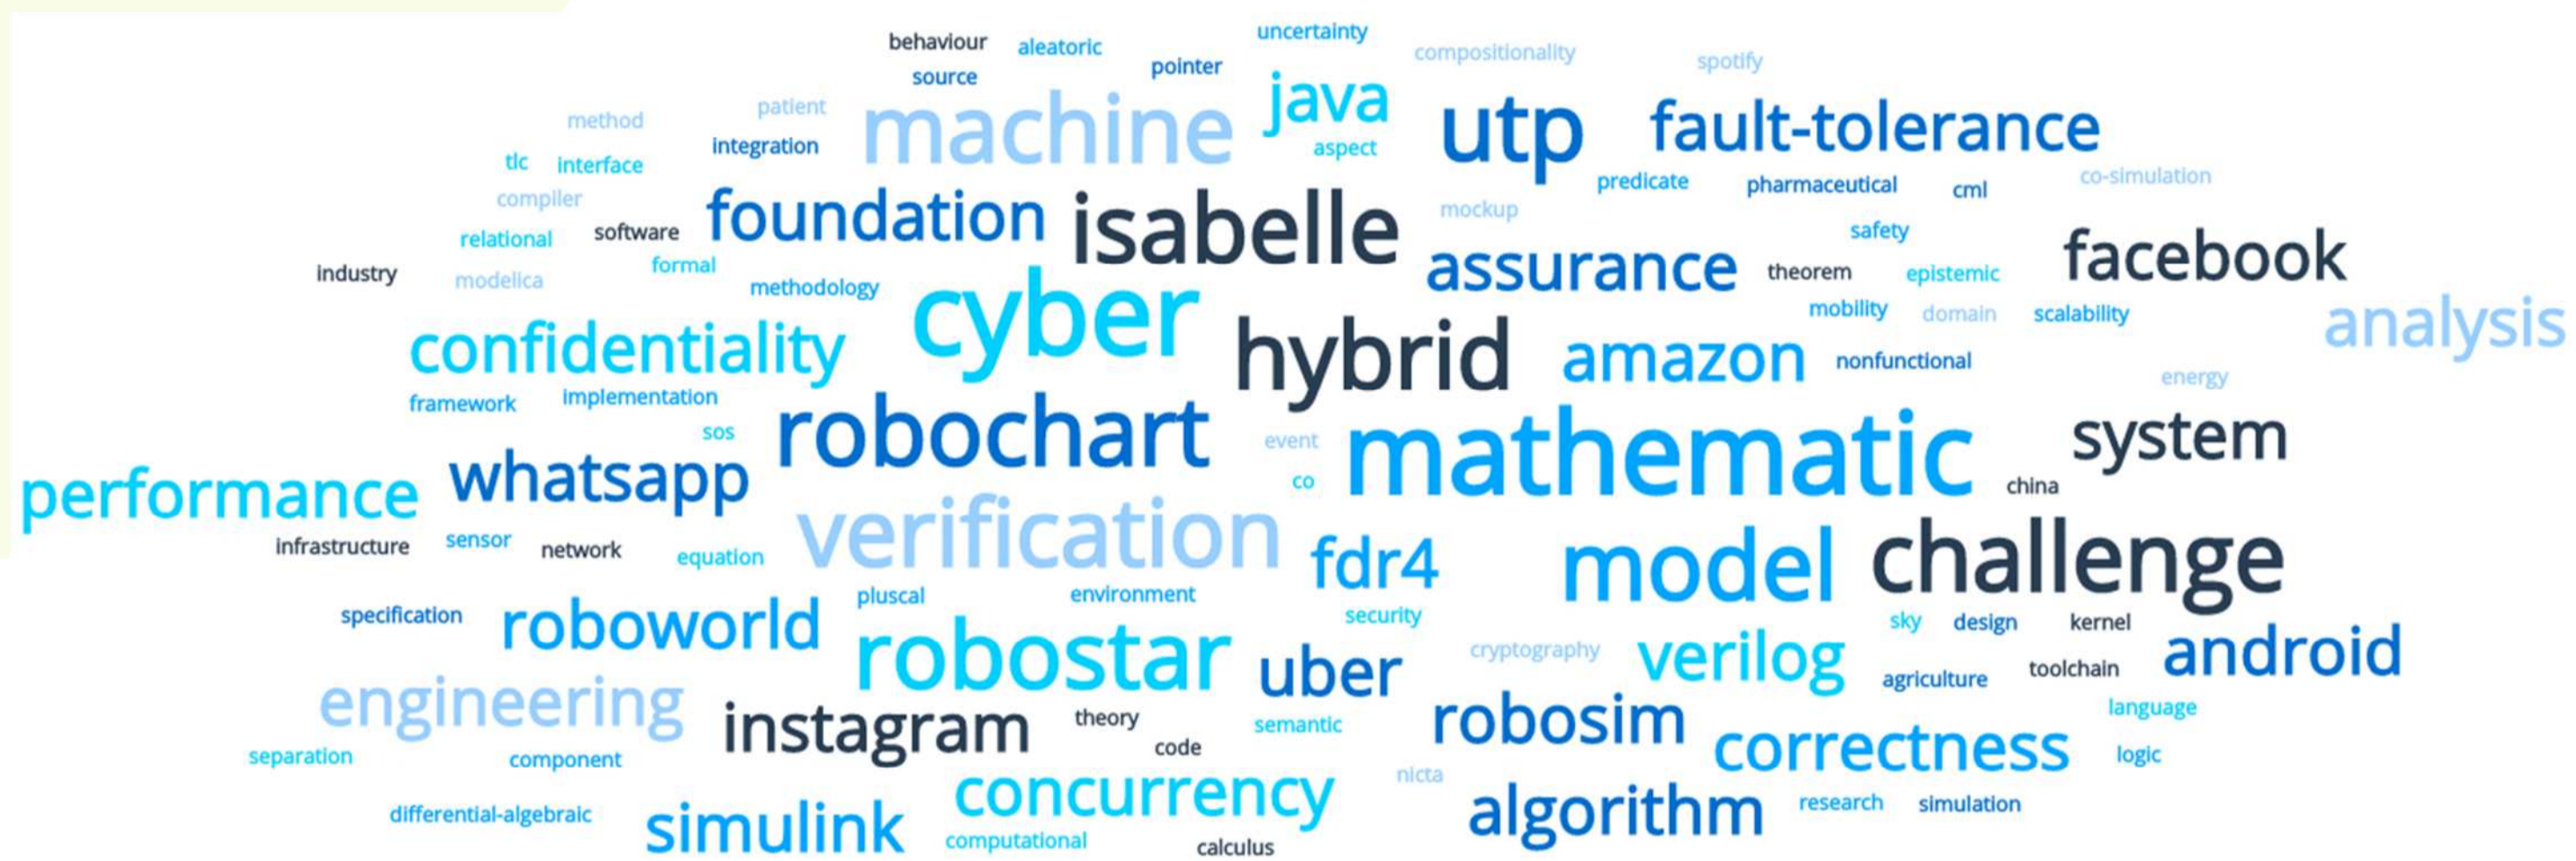 uncertainty
behaviour aleatoric compositionality spotify
source pointer
java
method patient machine utp fault-tolerance
integration aspect
tlc interface predicate pharmaceutical cml co-simulation
compiler foundation isabelle mockup
relational software safety
industry modelica formal assurance theorem epistemic facebook
methodology cyber mobility domain scalability analysis
confidentiality hybrid amazon nonfunctional
energy
framework implementation
sos robochart event mathematic system
performance whatsapp co china
infrastructure sensor network equation verification fdr4 model challenge
pluscal environment
specification roboworld security sky design kernel
robostar uber cryptography verilog agriculture toolchain android
engineering instagram theory semantic robosim language
separation component code correctness logic
nicta
differential-algebraic simulink concurrency algorithm research simulation
computational calculus